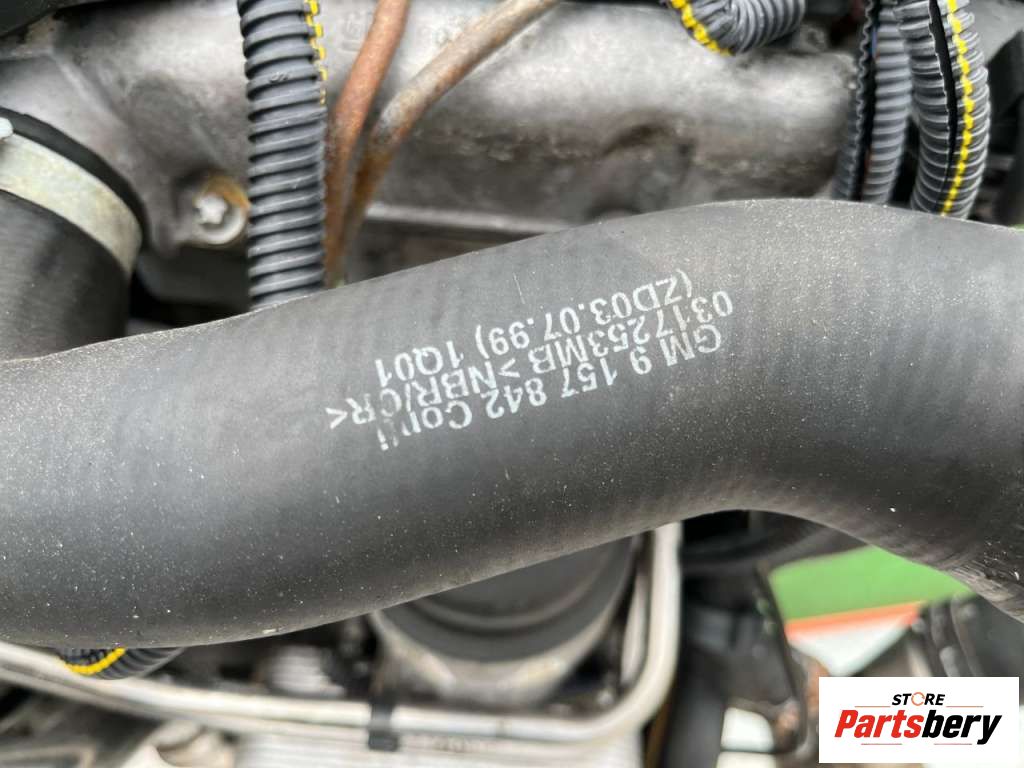 GM 9 157 842 Conti
0317253MB >NBR/CR<
(ZD03.07.99) 1Q01
STORE
Partsbery